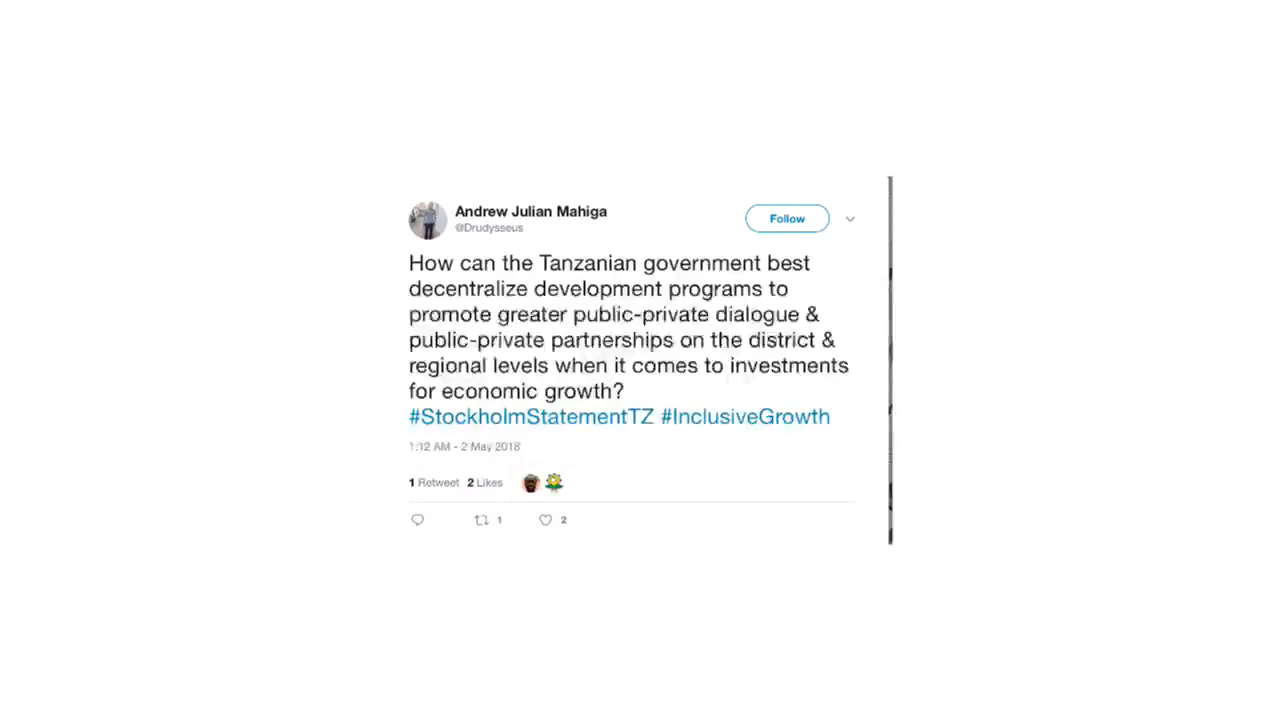 Andrew Julian Mahiga
@Drudysseus
Follow
How can the Tanzanian government best
decentralize development programs to
promote greater public-private dialogue &
public-private partnerships on the district &
regional levels when it comes to investments
for economic growth?
#StockholmStatementTZ #InclusiveGrowth
1:12 AM - 2 May 2018
1 Retweet 2 Likes
1 2